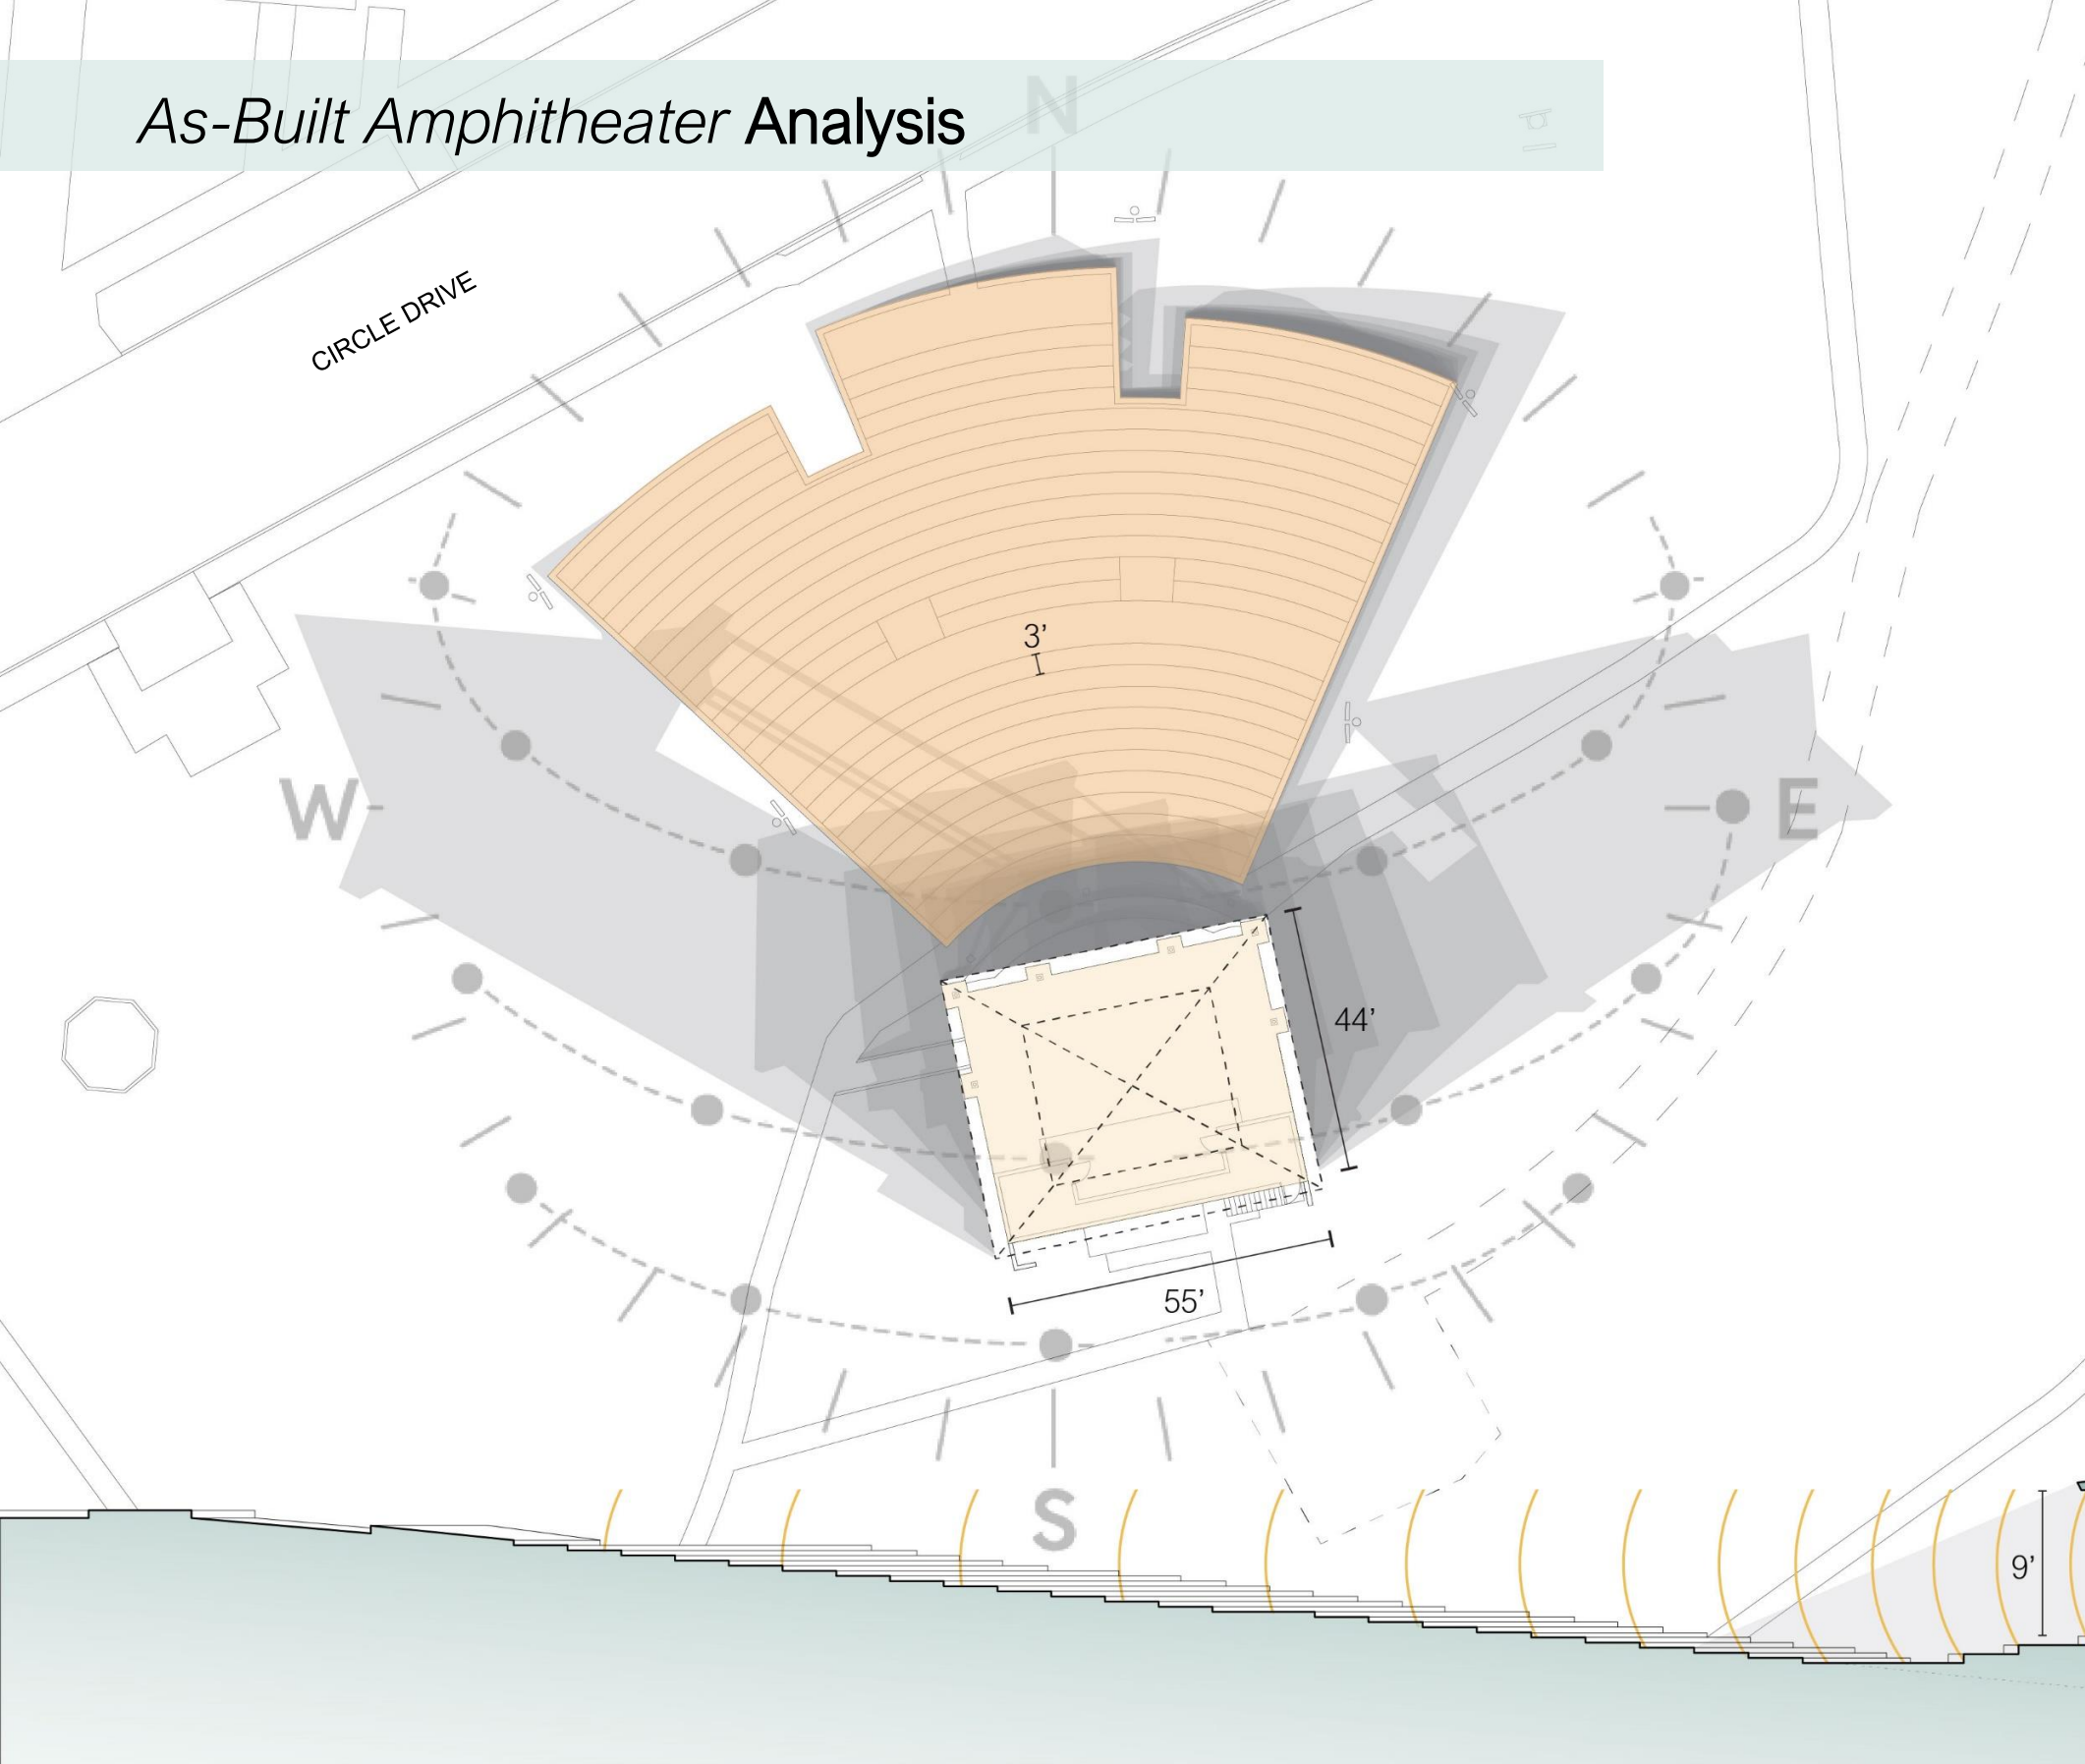 As-Built Amphitheater Analysis
N
CIRCLE DRIVE
3’
W
E
44’
55’
S
9’